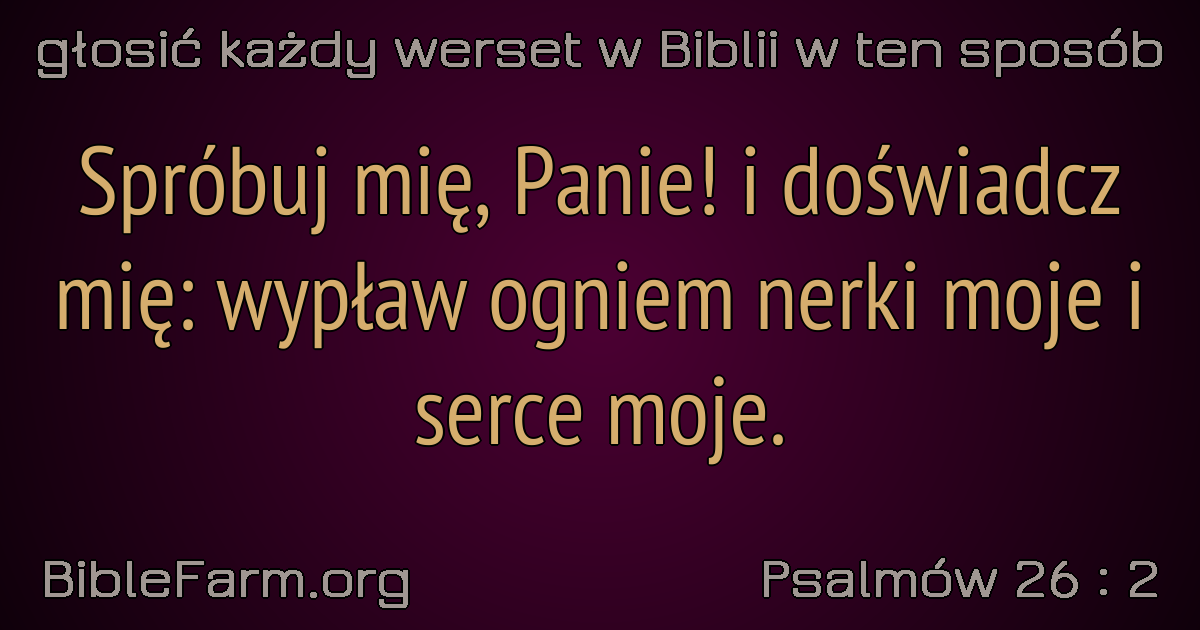 głosić każdy werset w Biblii w ten sposób
Spróbuj mię, Panie! i doświadcz
mię: wypław ogniem nerki moje i
serce moje.
BibleFarm.org
Psalmów 26 : 2